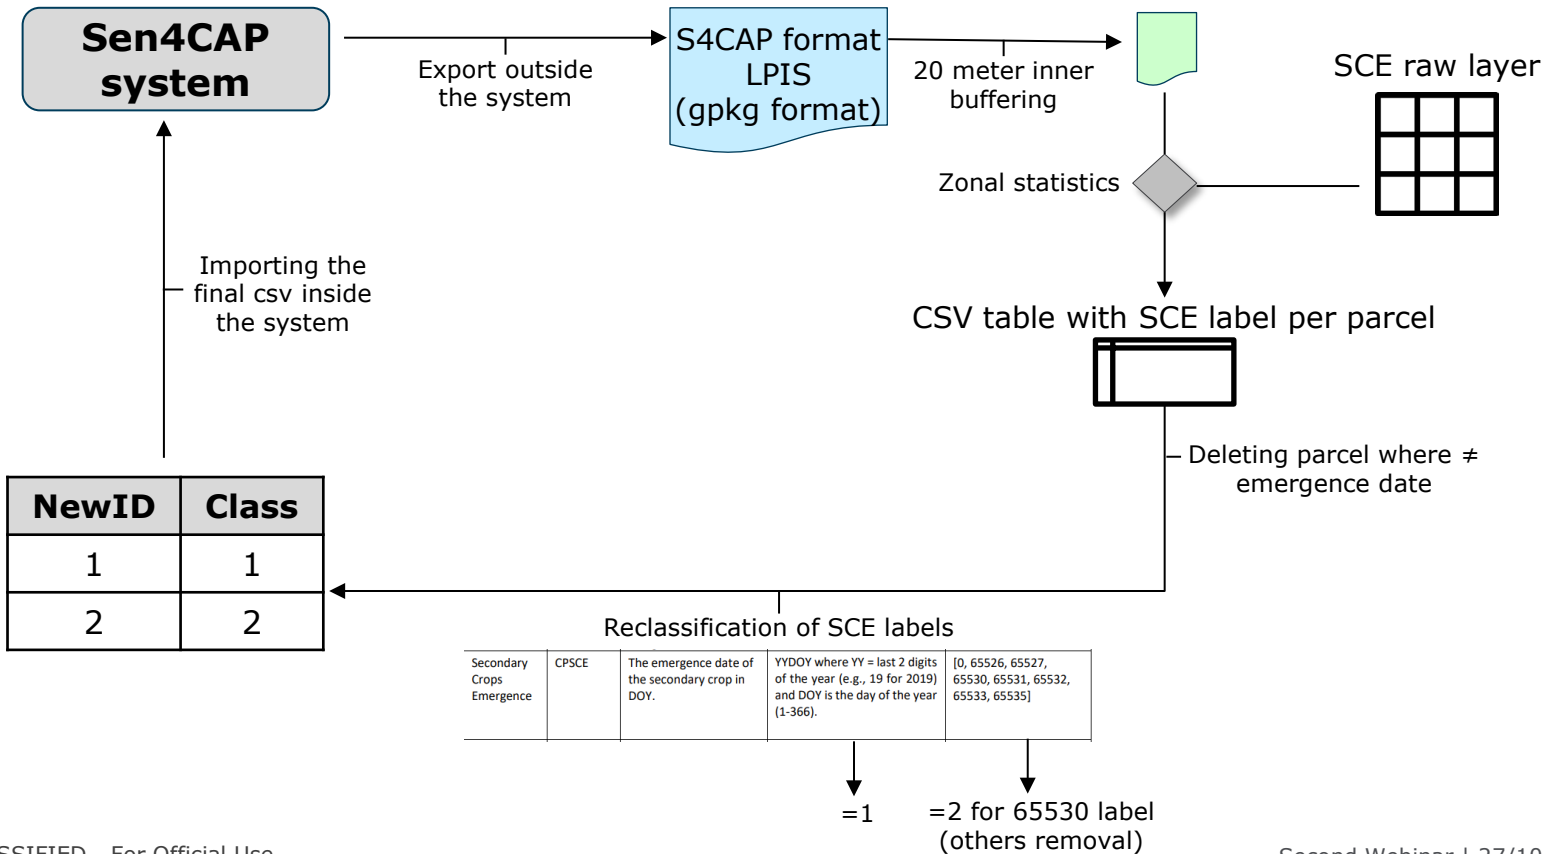 Sen4CAP
system
Export outside
the system
S4CAP format
LPIS
(gpkg format)
20 meter inner
buffering
SCE raw layer
Zonal statistics
Importing the
final csv inside
the system
CSV table with SCE label per parcel
Deleting parcel where ≠
emergence date
NewID Class
1 1
2 2
Reclassification of SCE labels
Secondary
Crops
Emergence
CPSCE
The emergence date of
the secondary crop in
DOY.
YYDOY where YY = last 2 digits
of the year (e.g., 19 for 2019)
and DOY is the day of the year
(1-366).
[0, 65526, 65527,
65530, 65531, 65532,
65533, 65535]
=1
=2 for 65530 label
(others removal)
For Official Use
Second Webinar |